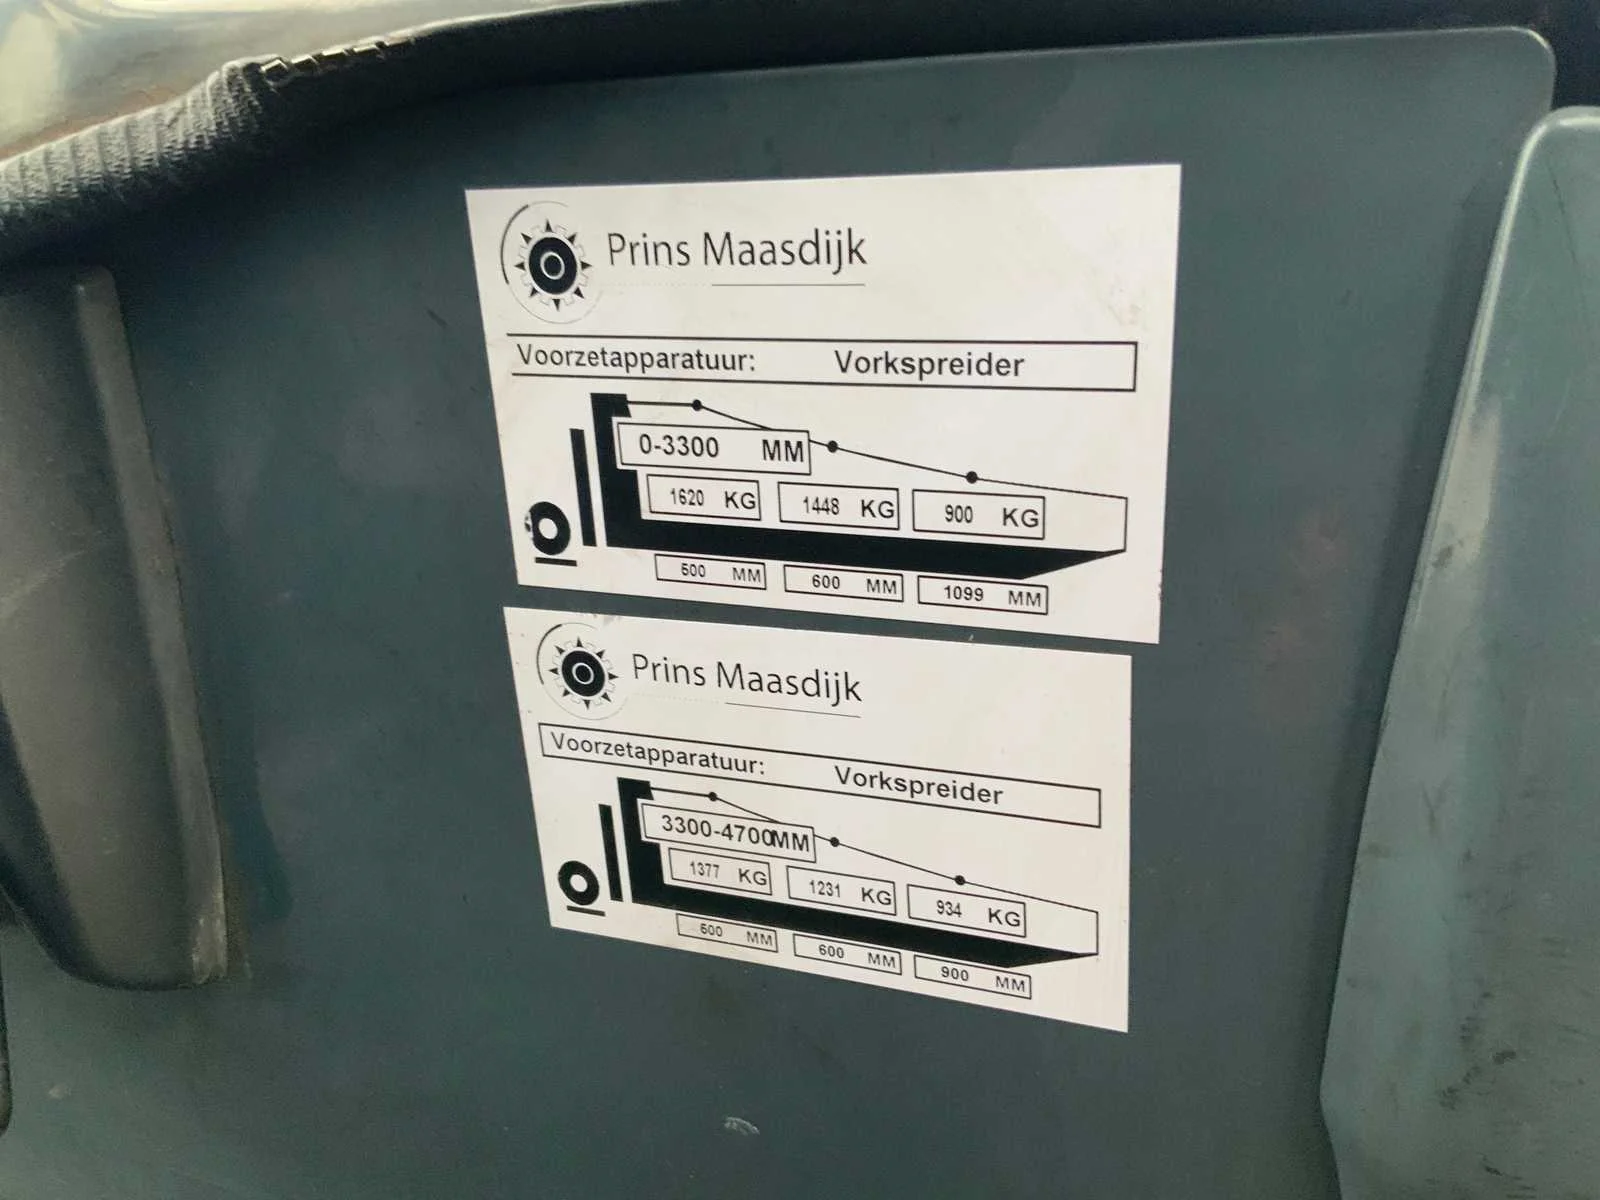 Prins Maasdijk
Voorzetapparatuur: Vorkspreider
0-3300 MM
1620 KG 1448 KG 900 KG
500 MM 600 MM 1099 MM
Prins Maasdijk
Voorzetapparatuur: Vorkspreider
3300-4700MM
1377 KG 1231 KG 934 KG
500 MM 600 MM 900 MM